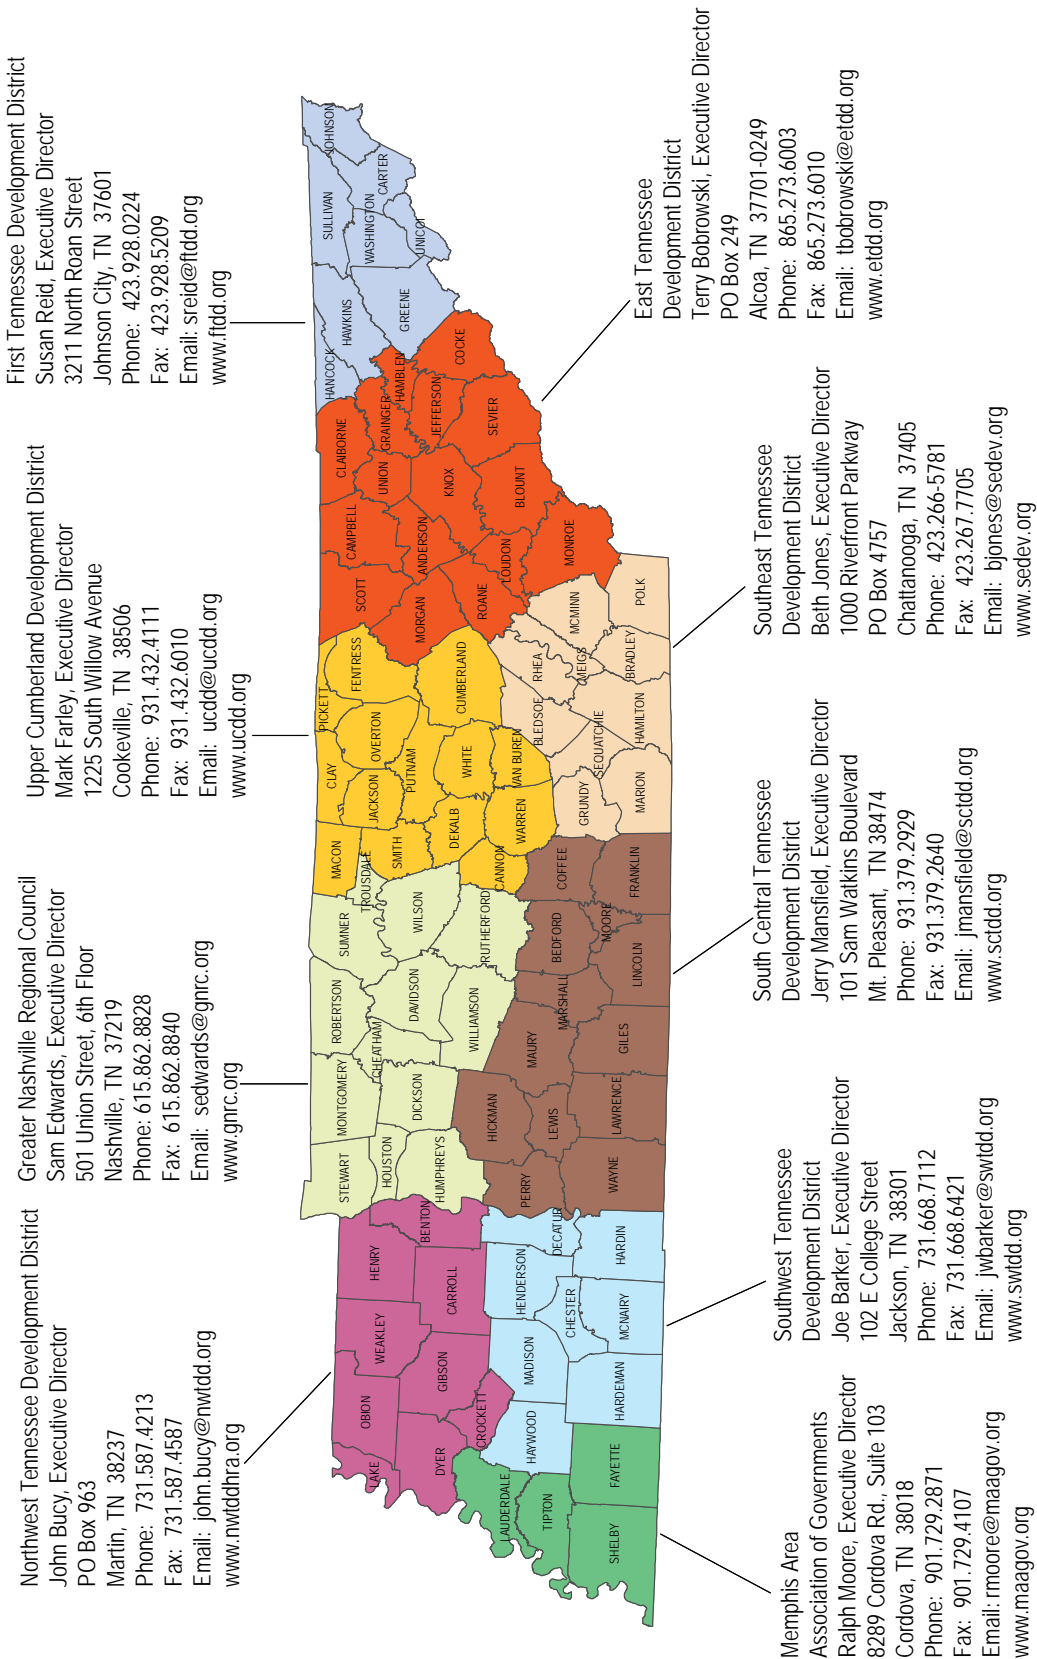 Northwest Tennessee Development District
John Bucy, Executive Director
PO Box 963
Martin, TN 38237
Phone: 731.587.4213
Fax: 731.587.4587
Email: john.bucy@nwtdd.org
www.nwtddhra.org
Greater Nashville Regional Council
Sam Edwards, Executive Director
501 Union Street, 6th Floor
Nashville, TN 37219
Phone: 615.862.8828
Fax: 615.862.8840
Email: sedwards@gnrc.org
www.gnrc.org
Upper Cumberland Development District
Mark Farley, Executive Director
1225 South Willow Avenue
Cookeville, TN 38506
Phone: 931.432.4111
Fax: 931.432.6010
Email: ucdd@ucdd.org
www.ucdd.org
First Tennessee Development District
Susan Reid, Executive Director
3211 North Roan Street
Johnson City, TN 37601
Phone: 423.928.0224
Fax: 423.928.5209
Email: sreid@ftdd.org
www.ftdd.org
LAKE
OBION
WEAKLEY
HENRY
BENTON
DYER
GIBSON
CARROLL
CROCKETT
STEWART
MONTGOMERY
ROBERTSON
SUMNER
TROUSDALE
HOUSTON
CHEATHAM
HUMPHREYS
DICKSON
DAVIDSON
WILSON
WILLIAMSON
RUTHERFORD
MACON
CLAY
PICKETT
FENTRESS
JACKSON
OVERTON
SMITH
PUTNAM
DEKALB
WHITE
CUMBERLAND
CANNON
WARREN
VAN BUREN
SCOTT
CAMPBELL
CLAIBORNE
UNION
GRAINGER
HAMBLEN
MORGAN
ANDERSON
KNOX
JEFFERSON
COCKE
ROANE
LOUDON
BLOUNT
SEVIER
MONROE
HANCOCK
HAWKINS
SULLIVAN
JOHNSON
GREENE
WASHINGTON
CARTER
UNICOI
LAUDERDALE
TIPTON
SHELBY
FAYETTE
HAYWOOD
MADISON
HENDERSON
DECATUR
CHESTER
HARDEMAN
MCNAIRY
HARDIN
PERRY
HICKMAN
LEWIS
MAURY
MARSHALL
BEDFORD
COFFEE
WAYNE
LAWRENCE
GILES
LINCOLN
MOORE
FRANKLIN
GRUNDY
SEQUATCHIE
BLEDSOE
RHEA
MEIGS
MCMINN
MARION
HAMILTON
BRADLEY
POLK
Memphis Area
Association of Governments
Ralph Moore, Executive Director
8289 Cordova Rd., Suite 103
Cordova, TN 38018
Phone: 901.729.2871
Fax: 901.729.4107
Email: rmoore@maagov.org
www.maagov.org
Southwest Tennessee
Development District
Joe Barker, Executive Director
102 E College Street
Jackson, TN 38301
Phone: 731.668.7112
Fax: 731.668.6421
Email: jwbarker@swtdd.org
www.swtdd.org
South Central Tennessee
Development District
Jerry Mansfield, Executive Director
101 Sam Watkins Boulevard
Mt. Pleasant, TN 38474
Phone: 931.379.2929
Fax: 931.379.2640
Email: jmansfield@sctdd.org
www.sctdd.org
Southeast Tennessee
Development District
Beth Jones, Executive Director
1000 Riverfront Parkway
PO Box 4757
Chattanooga, TN 37405
Phone: 423.266-5781
Fax: 423.267.7705
Email: bjones@sedev.org
www.sedev.org
East Tennessee
Development District
Terry Bobrowski, Executive Director
PO Box 249
Alcoa, TN 37701-0249
Phone: 865.273.6003
Fax: 865.273.6010
Email: tbobrowski@etdd.org
www.etdd.org